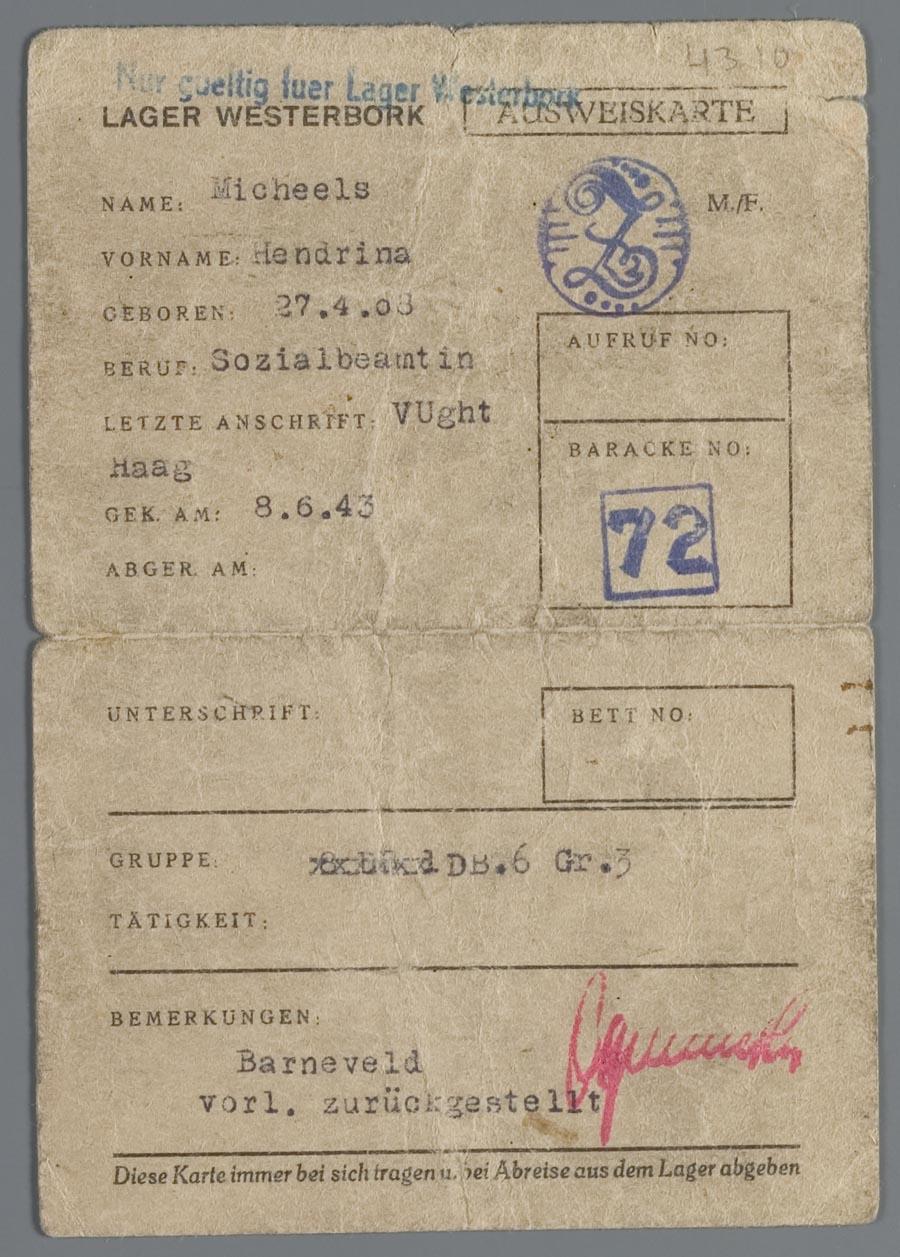 43 10
Nur gueltig fuer Lager Westerbork
LAGER WESTERBORK AUSWEISKARTE
NAME: Micheels M./F.
VORNAME: Hendrina
GEBOREN: 27.4.08
AUFRUF NO:
BERUF: Sozialbeamtin
LETZTE ANSCHRIFT: VUght
Haag
BARACKE NO:
72
GEK. AM: 8.6.43
ABGER. AM:
UNTERSCHRIFT:
BETT NO:
GRUPPE: DB.6 Gr.3
TÄTIGKEIT:
BEMERKUNGEN:
Barneveld
vorl. zurückgestellt
Diese Karte immer bei sich tragen u. bei Abreise aus dem Lager abgeben